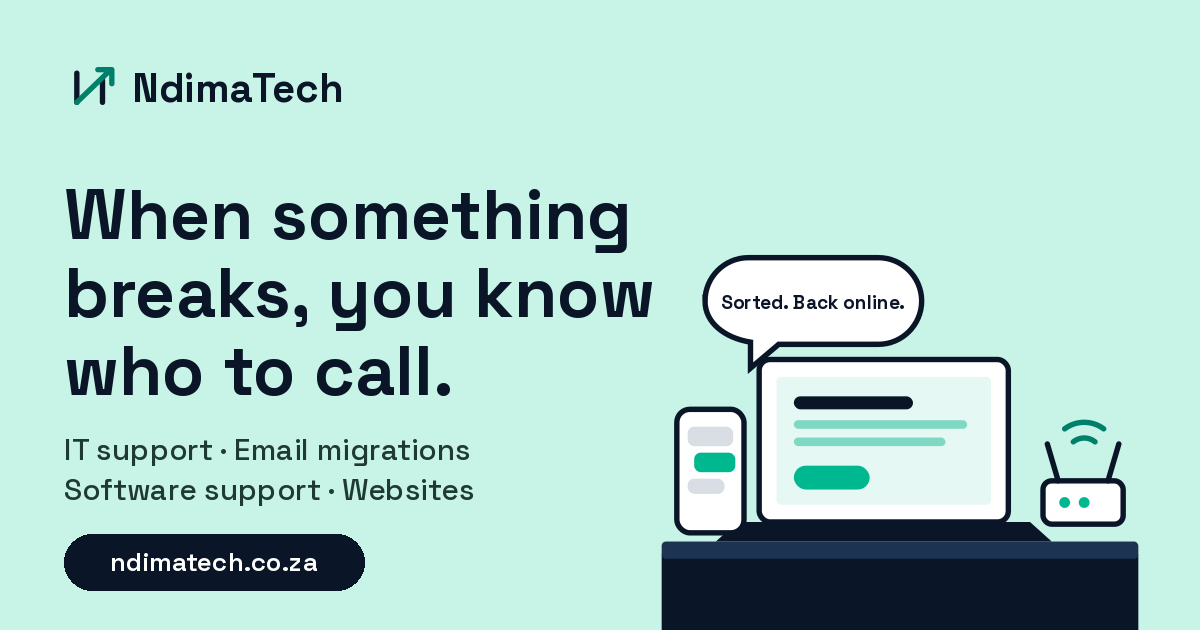 NdimaTech
When something
breaks, you know
who to call.
IT support · Email migrations
Software support · Websites
ndimatech.co.za
Sorted. Back online.